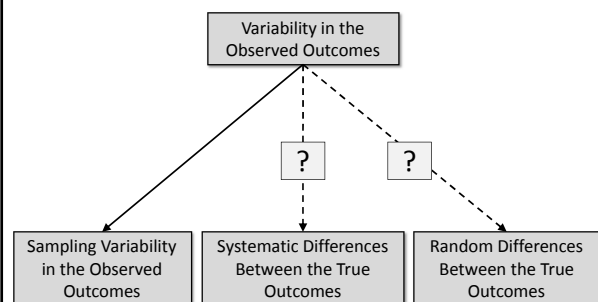 Variability in the
Observed Outcomes
?
?
Sampling Variability
in the Observed
Outcomes
Systematic Differences
Between the True
Outcomes
Random Differences
Between the True
Outcomes